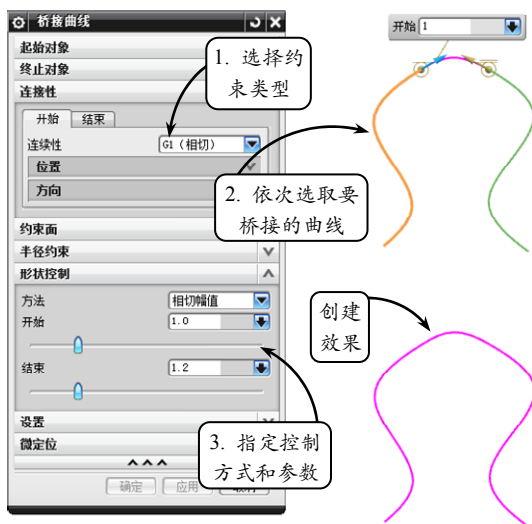 桥接曲线
起始对象
终止对象
连接性
开始 结束
连续性 G1（相切）
位置
方向
约束面
半径约束
形状控制
方法 相切幅值
开始 1.0
结束 1.2
设置
微定位
确定 应用 取消
1. 选择约
束类型
开始 1
2. 依次选取要
桥接的曲线
创建
效果
3. 指定控制
方式和参数